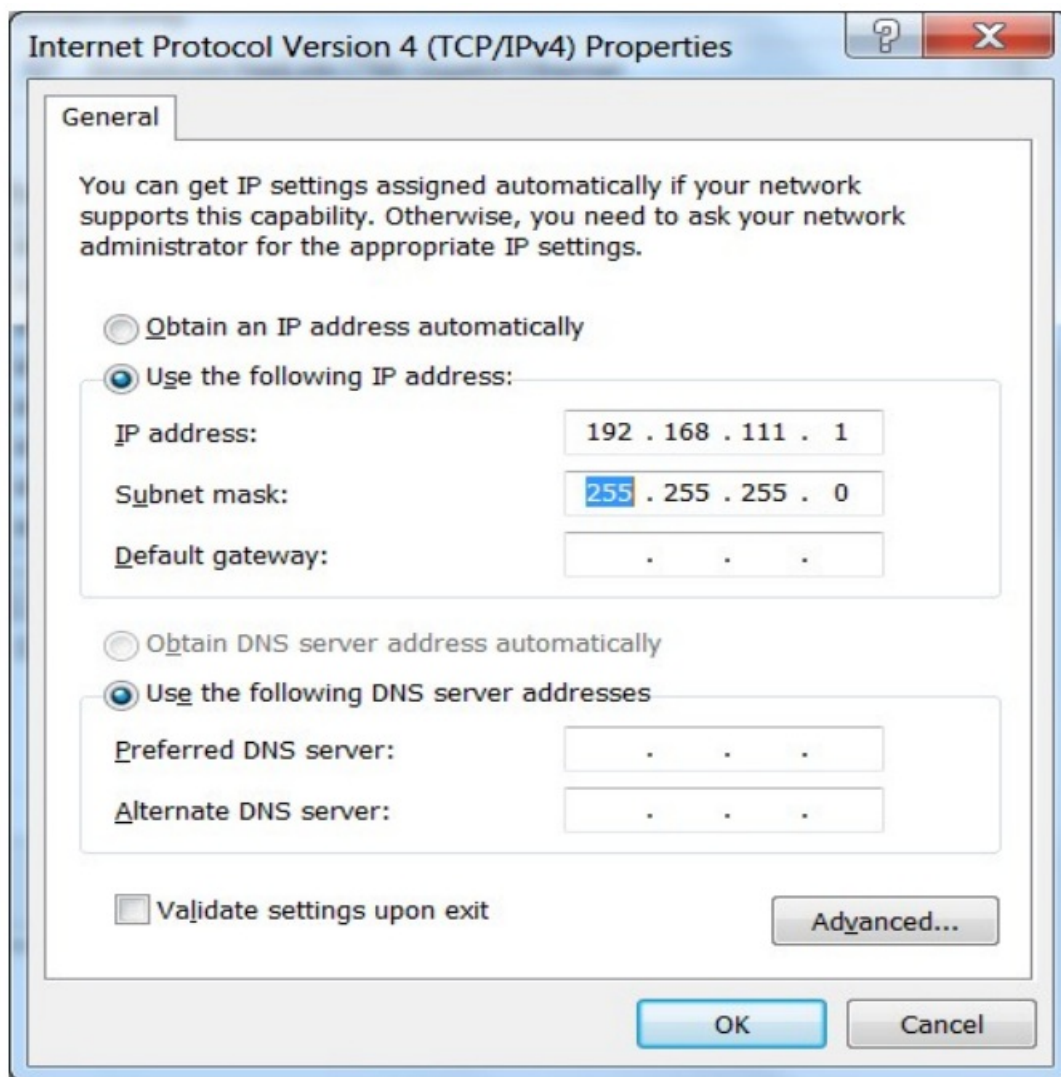 Internet Protocol Version 4 (TCP/IPv4) Properties
General
You can get IP settings assigned automatically if your network
supports this capability. Otherwise, you need to ask your network
administrator for the appropriate IP settings.
Obtain an IP address automatically
Use the following IP address:
IP address: 192 . 168 . 111 . 1
Subnet mask: 255 . 255 . 255 . 0
Default gateway: . . .
Obtain DNS server address automatically
Use the following DNS server addresses
Preferred DNS server: . . .
Alternate DNS server: . . .
Validate settings upon exit
Advanced...
OK Cancel